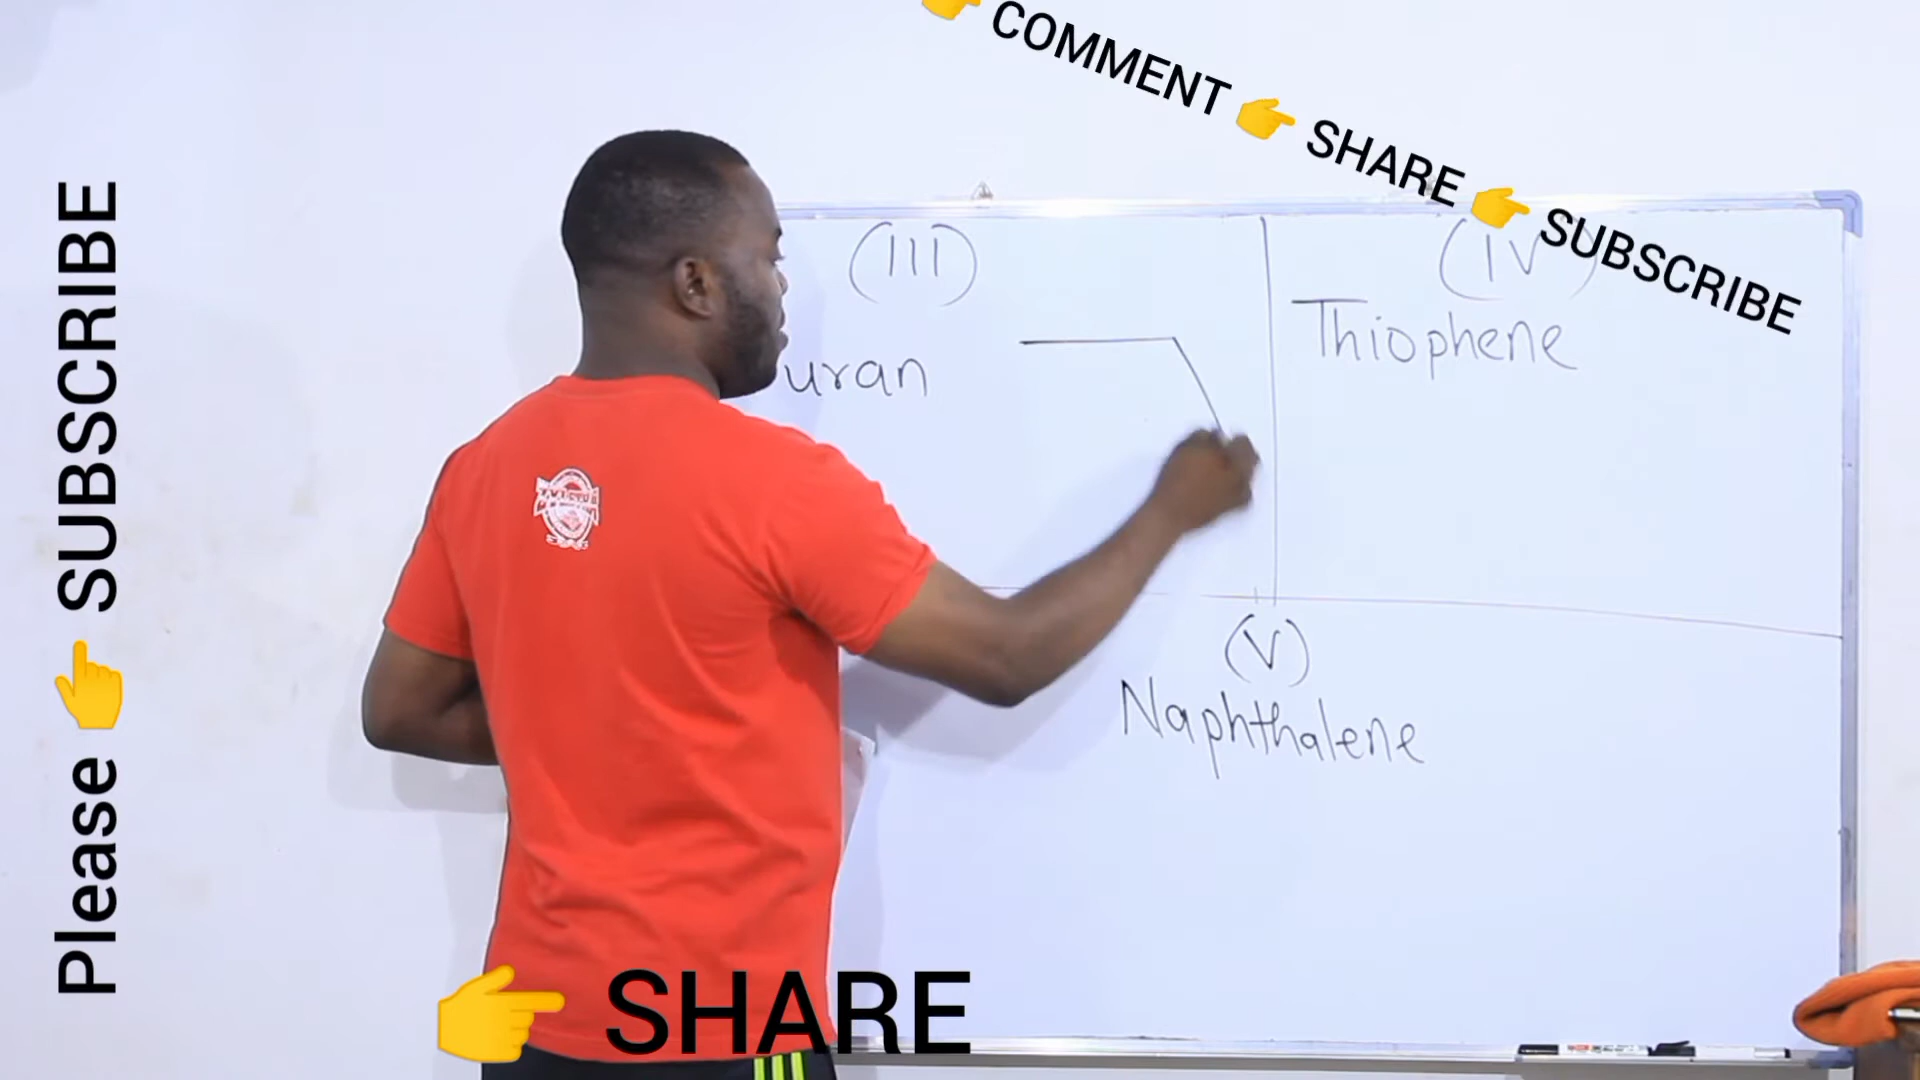 COMMENT 👉 SHARE 👉 SUBSCRIBE
Please 👉 SUBSCRIBE
(III)
uran
(IV)
Thiophene
(V)
Naphthalene
👉 SHARE